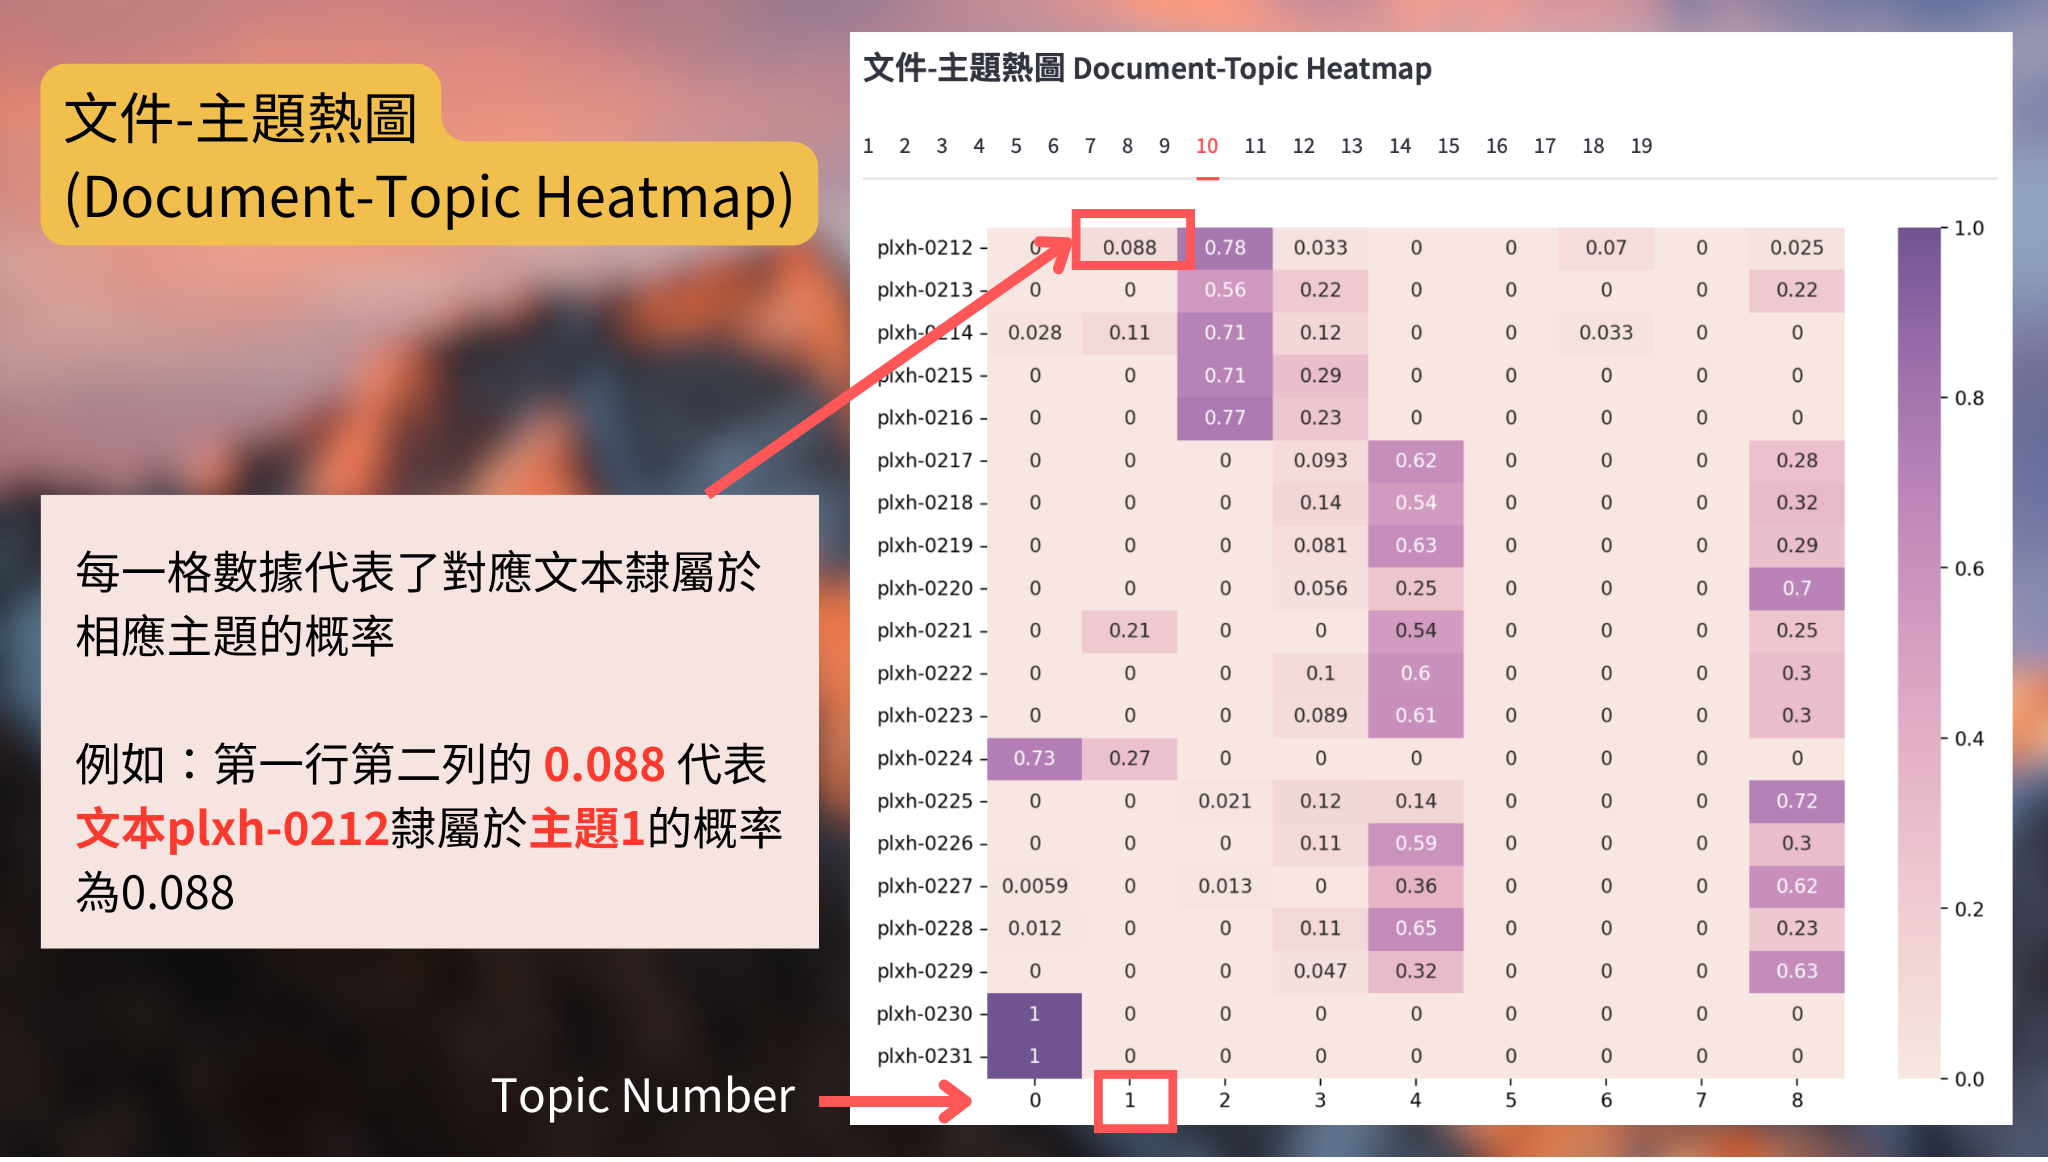 文件-主題熱圖
(Document-Topic Heatmap)
每一格數據代表了對應文本隸屬於
相應主題的概率
例如：第一行第二列的 0.088 代表
文本plxh-0212隸屬於主題1的概率
為0.088
Topic Number
文件-主題熱圖 Document-Topic Heatmap
1 2 3 4 5 6 7 8 9 10 11 12 13 14 15 16 17 18 19
plxh-0212 0 0.088 0.78 0.033 0 0 0.07 0 0.025
plxh-0213 0 0 0.56 0.22 0 0 0 0 0.22
plxh-0214 0.028 0.11 0.71 0.12 0 0 0.033 0 0
plxh-0215 0 0 0.71 0.29 0 0 0 0 0
plxh-0216 0 0 0.77 0.23 0 0 0 0 0
plxh-0217 0 0 0 0.093 0.62 0 0 0 0.28
plxh-0218 0 0 0 0.14 0.54 0 0 0 0.32
plxh-0219 0 0 0 0.081 0.63 0 0 0 0.29
plxh-0220 0 0 0 0.056 0.25 0 0 0 0.7
plxh-0221 0 0.21 0 0 0.54 0 0 0 0.25
plxh-0222 0 0 0 0.1 0.6 0 0 0 0.3
plxh-0223 0 0 0 0.089 0.61 0 0 0 0.3
plxh-0224 0.73 0.27 0 0 0 0 0 0 0
plxh-0225 0 0 0.021 0.12 0.14 0 0 0 0.72
plxh-0226 0 0 0 0.11 0.59 0 0 0 0.3
plxh-0227 0.0059 0 0.013 0 0.36 0 0 0 0.62
plxh-0228 0.012 0 0 0.11 0.65 0 0 0 0.23
plxh-0229 0 0 0 0.047 0.32 0 0 0 0.63
plxh-0230 1 0 0 0 0 0 0 0 0
plxh-0231 1 0 0 0 0 0 0 0 0
0 1 2 3 4 5 6 7 8
1.0
0.8
0.6
0.4
0.2
0.0